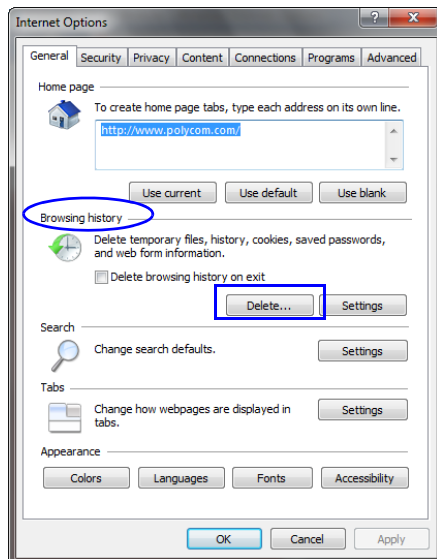 Internet Options
?
X
General Security Privacy Content Connections Programs Advanced
Home page
To create home page tabs, type each address on its own line.
http://www.polycom.com/
Use current Use default Use blank
Browsing history
Delete temporary files, history, cookies, saved passwords,
and web form information.
Delete browsing history on exit
Delete... Settings
Search
Change search defaults. Settings
Tabs
Change how webpages are displayed in Settings
tabs.
Appearance
Colors Languages Fonts Accessibility
OK Cancel Apply